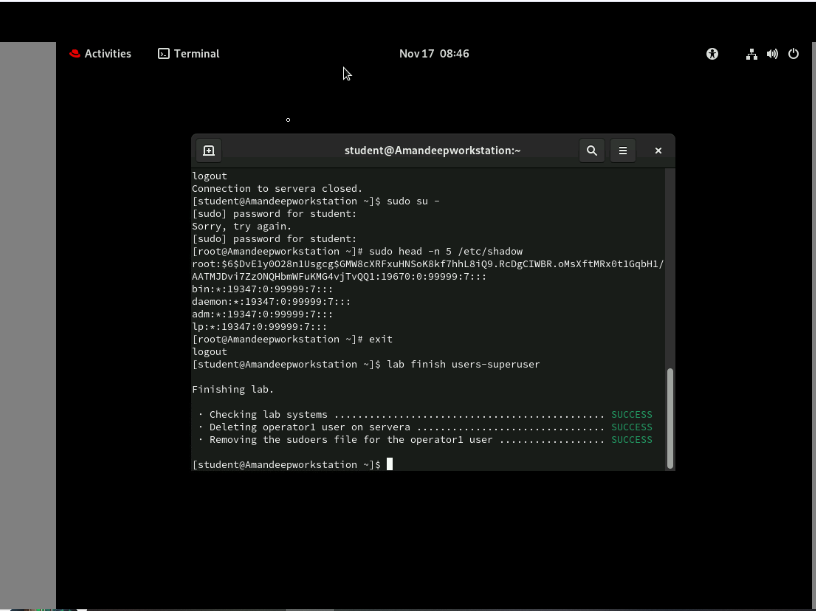 Activities Terminal Nov 17 08:46
student@Amandeepworkstation:~
logout
Connection to servera closed.
[student@Amandeepworkstation ~]$ sudo su -
[sudo] password for student:
Sorry, try again.
[sudo] password for student:
[root@Amandeepworkstation ~]# sudo head -n 5 /etc/shadow
root:$6$DvE1y0O28n1Usgcg$GMW8cXRFxuHNSoK8kf7hhL8iQ9.RcDgCIWBR.oMsXftMRx0t1GqbHl/
AATMJDvi7ZzONQHbmWFuKMG4vjTvQQ1:19670:0:99999:7:::
bin:*:19347:0:99999:7:::
daemon:*:19347:0:99999:7:::
adm:*:19347:0:99999:7:::
lp:*:19347:0:99999:7:::
[root@Amandeepworkstation ~]# exit
logout
[student@Amandeepworkstation ~]$ lab finish users-superuser
Finishing lab.
· Checking lab systems ............................................. SUCCESS
· Deleting operator1 user on servera ............................... SUCCESS
· Removing the sudoers file for the operator1 user ................. SUCCESS
[student@Amandeepworkstation ~]$